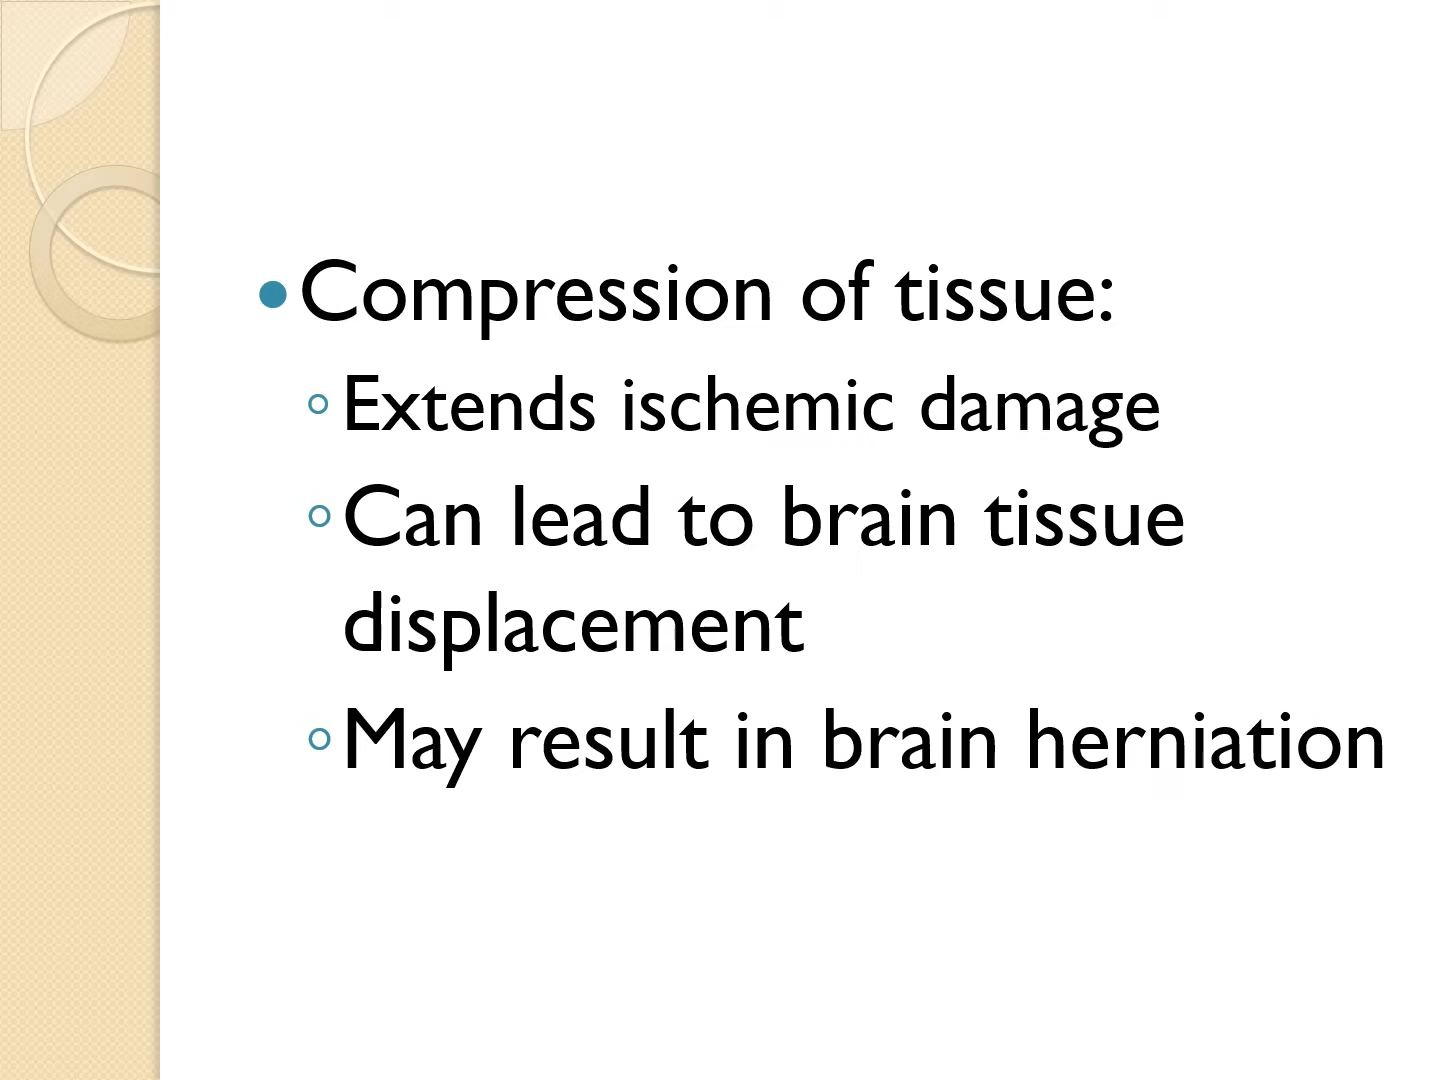 • Compression of tissue:
◦ Extends ischemic damage
◦ Can lead to brain tissue
displacement
◦ May result in brain herniation